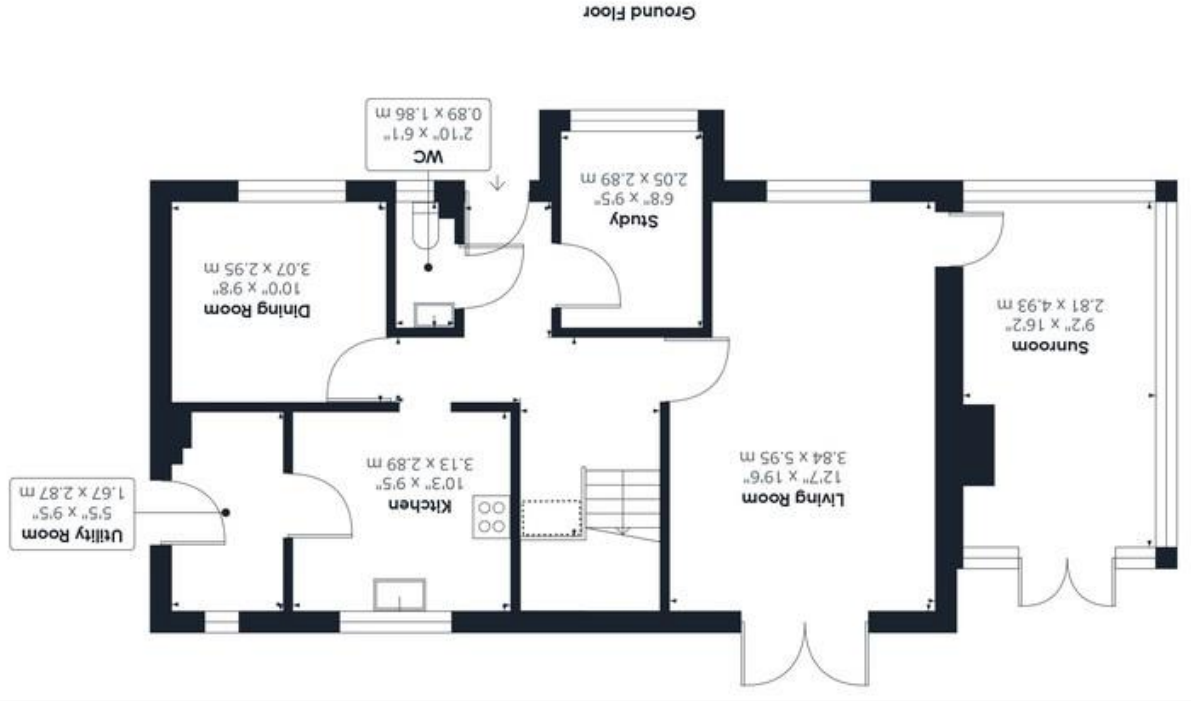 Utility Room
5'5" x 9'5"
1.67 x 2.87 m
Kitchen
10'3" x 9'5"
3.13 x 2.89 m
Living Room
12'7" x 19'6"
3.84 x 5.95 m
Sunroom
9'2" x 16'2"
2.81 x 4.93 m
Dining Room
10'0" x 9'8"
3.07 x 2.95 m
Study
6'8" x 9'5"
2.05 x 2.89 m
WC
2'10" x 6'1"
0.89 x 1.86 m
Ground Floor